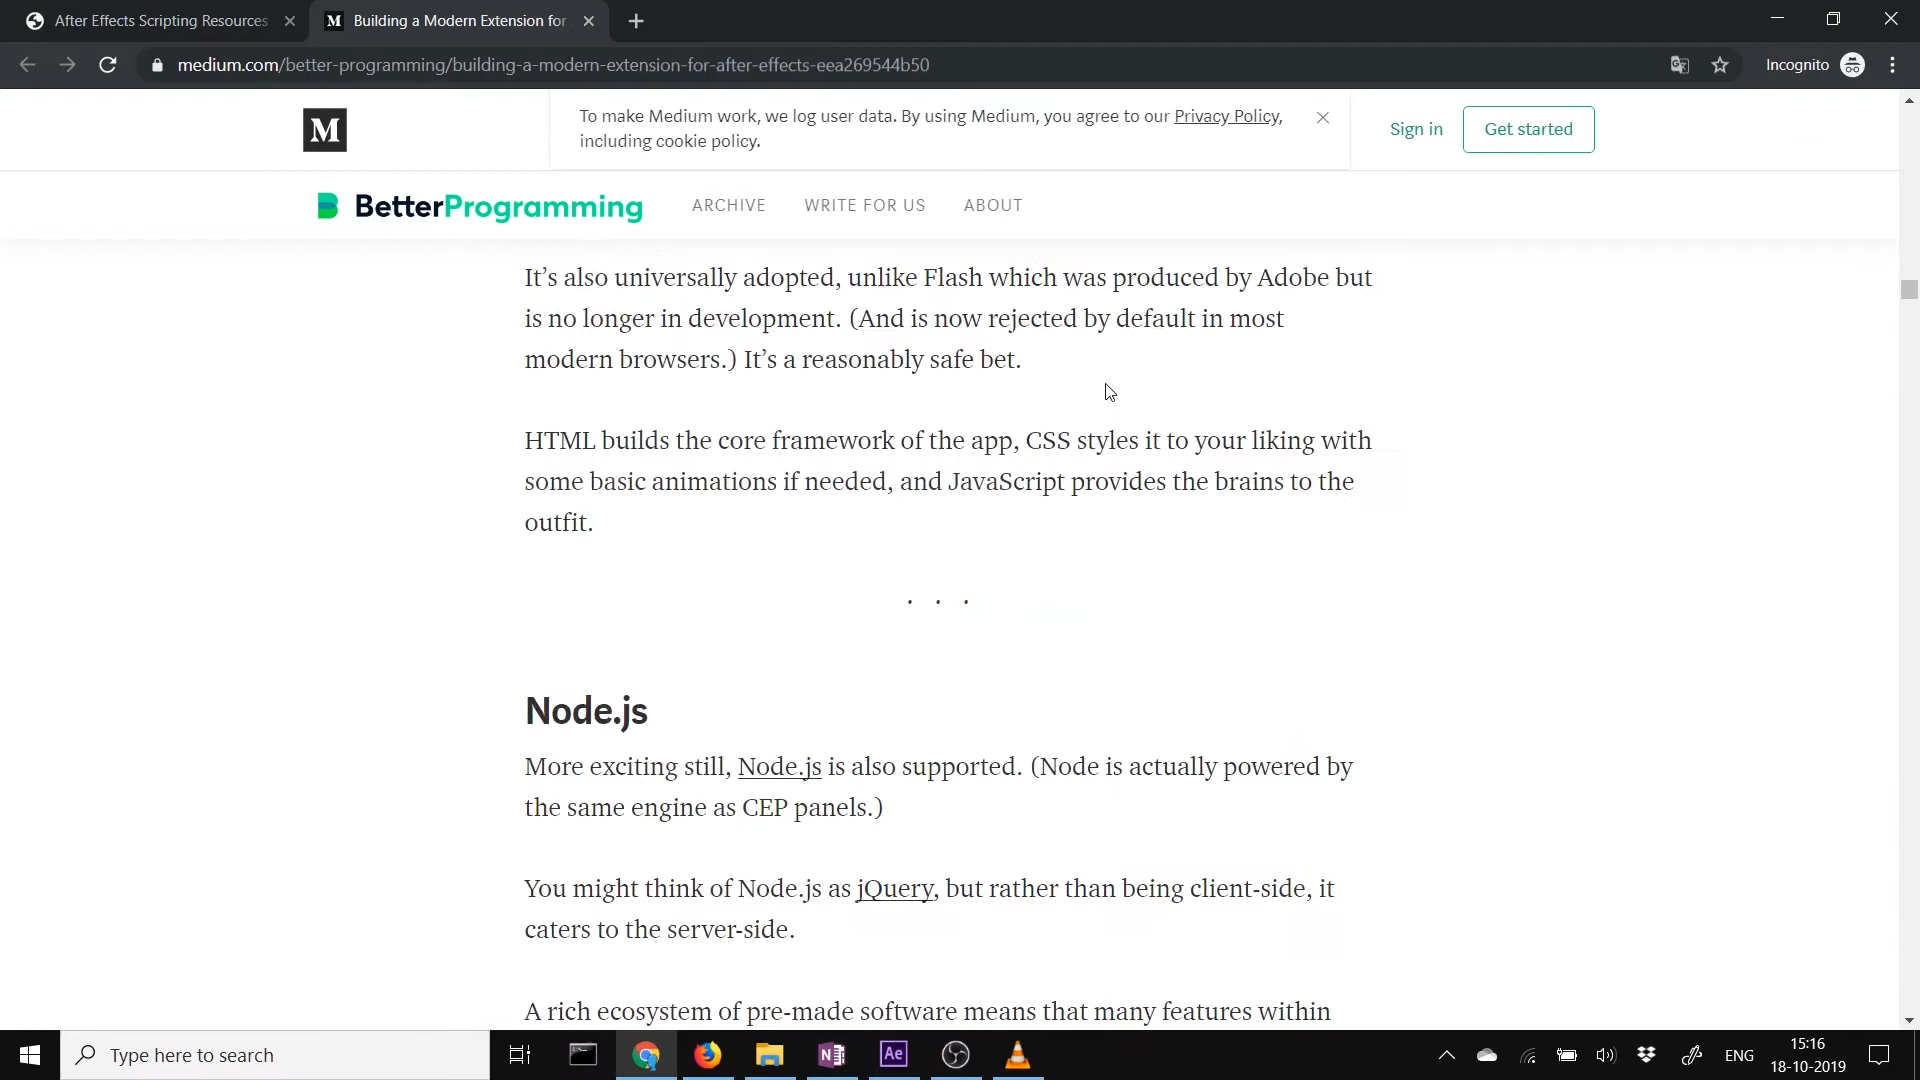 After Effects Scripting Resources
Building a Modern Extension for
medium.com/better-programming/building-a-modern-extension-for-after-effects-eea269544b50
Incognito
M
To make Medium work, we log user data. By using Medium, you agree to our Privacy Policy,
including cookie policy.
Sign in
Get started
BetterProgramming
ARCHIVE
WRITE FOR US
ABOUT
It’s also universally adopted, unlike Flash which was produced by Adobe but
is no longer in development. (And is now rejected by default in most
modern browsers.) It’s a reasonably safe bet.
HTML builds the core framework of the app, CSS styles it to your liking with
some basic animations if needed, and JavaScript provides the brains to the
outfit.
. . .
Node.js
More exciting still, Node.js is also supported. (Node is actually powered by
the same engine as CEP panels.)
You might think of Node.js as jQuery, but rather than being client-side, it
caters to the server-side.
A rich ecosystem of pre-made software means that many features within
Type here to search
N
Ae
ENG
15:16
18-10-2019